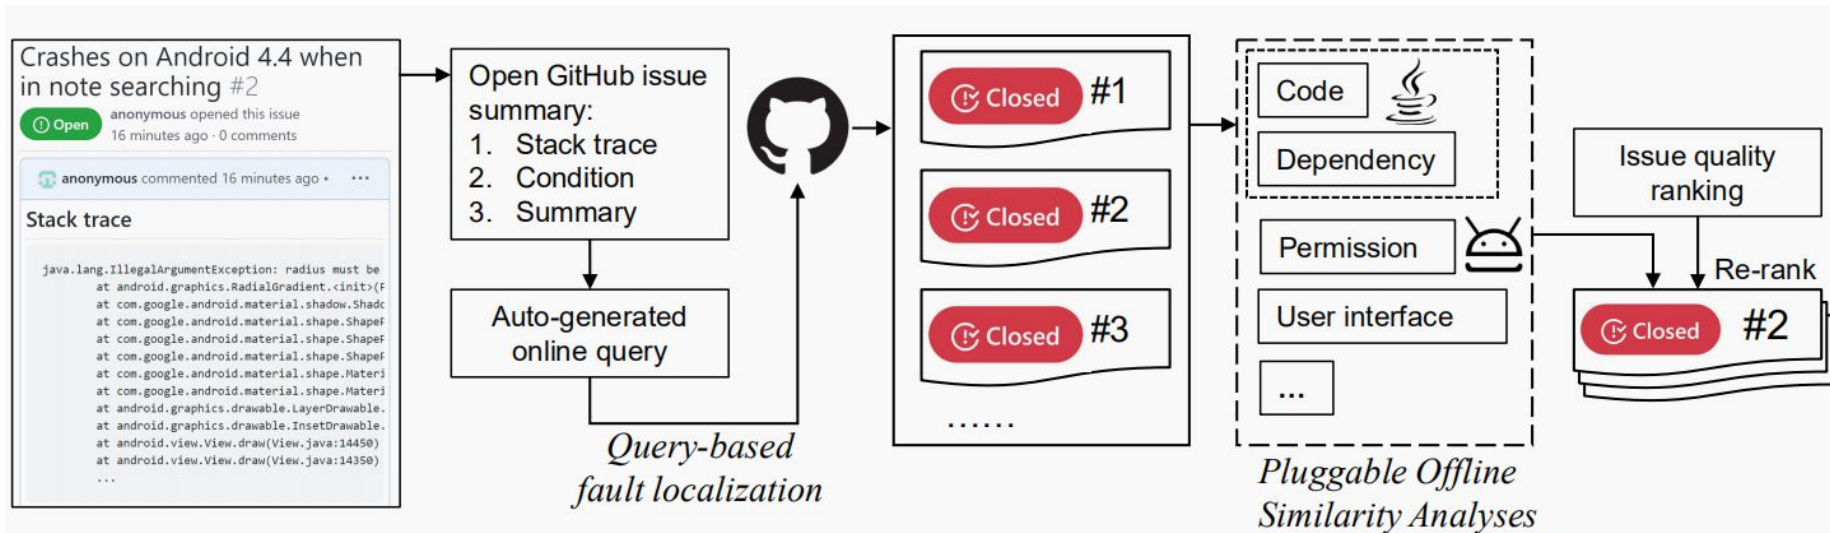 Crashes on Android 4.4 when
in note searching #2
Open
anonymous opened this issue
16 minutes ago · 0 comments
anonymous commented 16 minutes ago •
...
Stack trace
java.lang.IllegalArgumentException: radius must be
at android.graphics.RadialGradient.<init>(F
at com.google.android.material.shadow.Shadc
at com.google.android.material.shape.ShapeF
at com.google.android.material.shape.ShapeF
at com.google.android.material.shape.ShapeF
at com.google.android.material.shape.Materi
at com.google.android.material.shape.Materi
at android.graphics.drawable.LayerDrawable.
at android.graphics.drawable.InsetDrawable.
at android.view.View.draw(View.java:14450)
at android.view.View.draw(View.java:14350)
...
Open GitHub issue
summary:
1. Stack trace
2. Condition
3. Summary
Auto-generated
online query
Query-based
fault localization
Closed #1
Closed #2
Closed #3
......
Code
Dependency
Permission
User interface
...
Pluggable Offline
Similarity Analyses
Issue quality
ranking
Re-rank
Closed #2